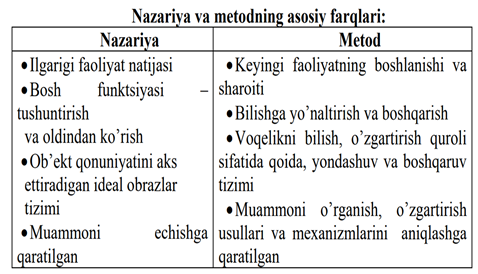 Nazariya va metodning asosiy farqlari:
Nazariya
Metod
●Ilgarigi faoliyat natijasi
●Bosh funktsiyasi –
tushuntirish
va oldindan ko’rish
●Ob’ekt qonuniyatini aks
ettiradigan ideal obrazlar
tizimi
●Muammoni echishga
qaratilgan
●Keyingi faoliyatning boshlanishi va
sharoiti
●Bilishga yo’naltirish va boshqarish
●Voqelikni bilish, o’zgartirish quroli
sifatida qoida, yondashuv va boshqaruv
tizimi
●Muammoni o’rganish, o’zgartirish
usullari va mexanizmlarini aniqlashga
qaratilgan